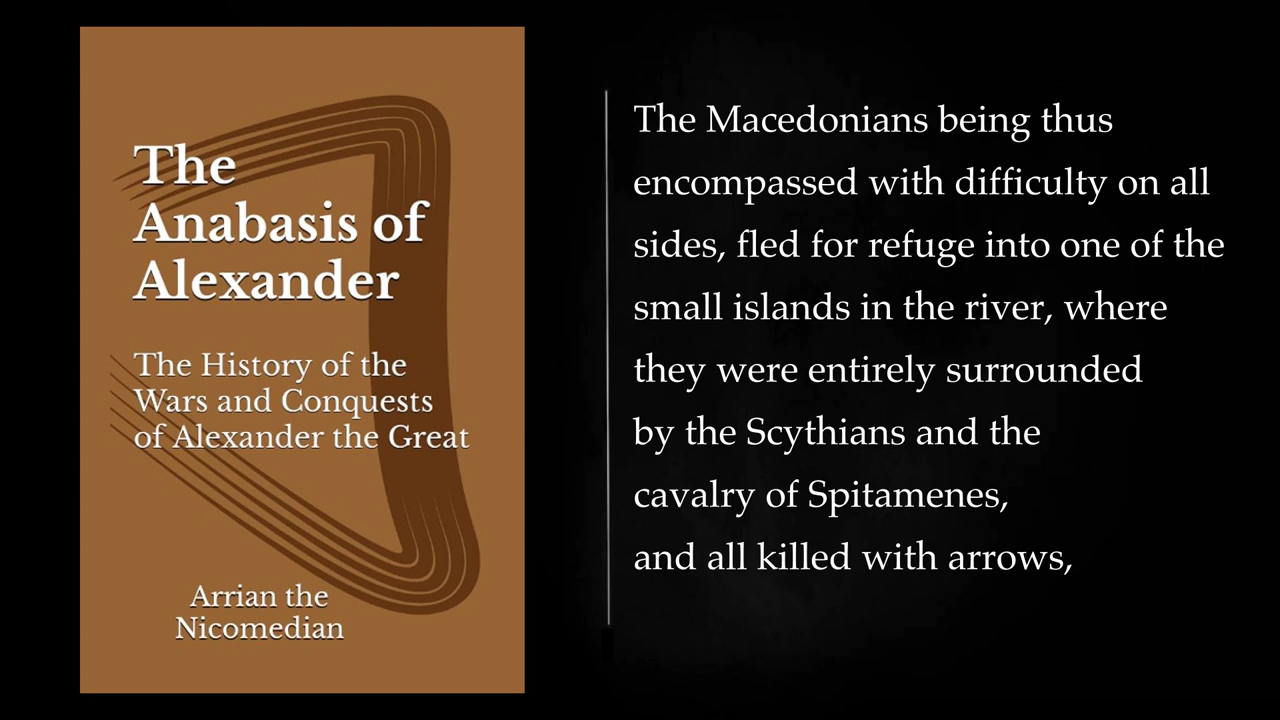 The
Anabasis of
Alexander
The History of the
Wars and Conquests
of Alexander the Great
Arrian the
Nicomedian
The Macedonians being thus
encompassed with difficulty on all
sides, fled for refuge into one of the
small islands in the river, where
they were entirely surrounded
by the Scythians and the
cavalry of Spitamenes,
and all killed with arrows,